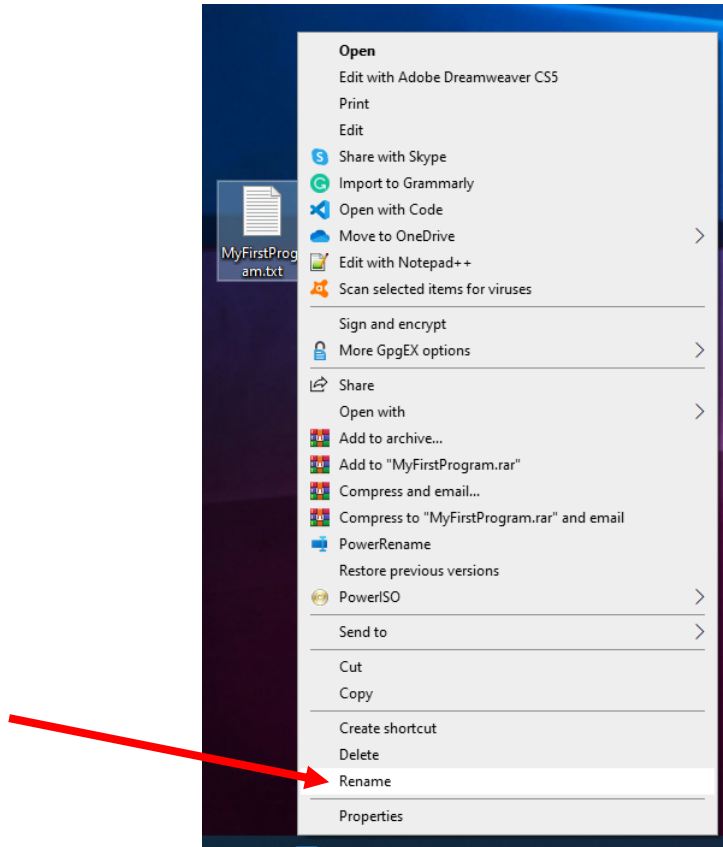 Open
Edit with Adobe Dreamweaver CS5
Print
Edit
Share with Skype
Import to Grammarly
Open with Code
Move to OneDrive
MyFirstProg
am.txt
Edit with Notepad++
Scan selected items for viruses
Sign and encrypt
More GpgEX options
Share
Open with
Add to archive...
Add to "MyFirstProgram.rar"
Compress and email...
Compress to "MyFirstProgram.rar" and email
PowerRename
Restore previous versions
PowerISO
Send to
Cut
Copy
Create shortcut
Delete
Rename
Properties